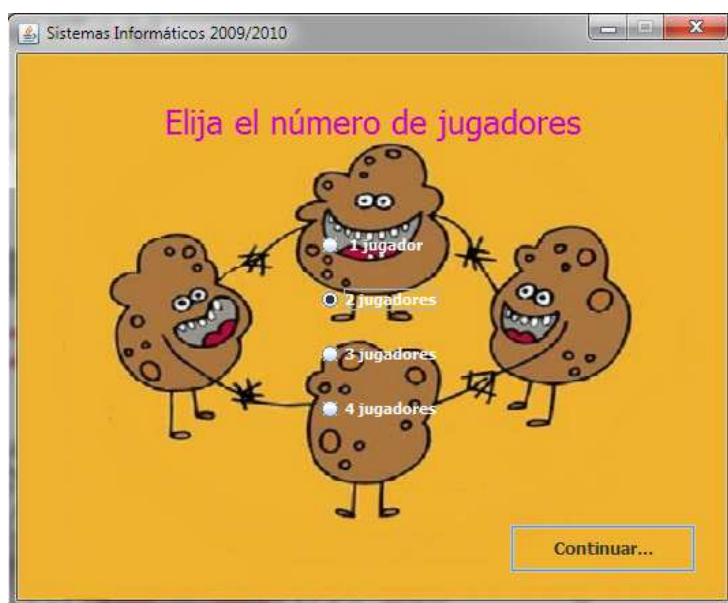 Sistemas Informáticos 2009/2010
Elija el número de jugadores
1 jugador
2 jugadores
3 jugadores
4 jugadores
Continuar...